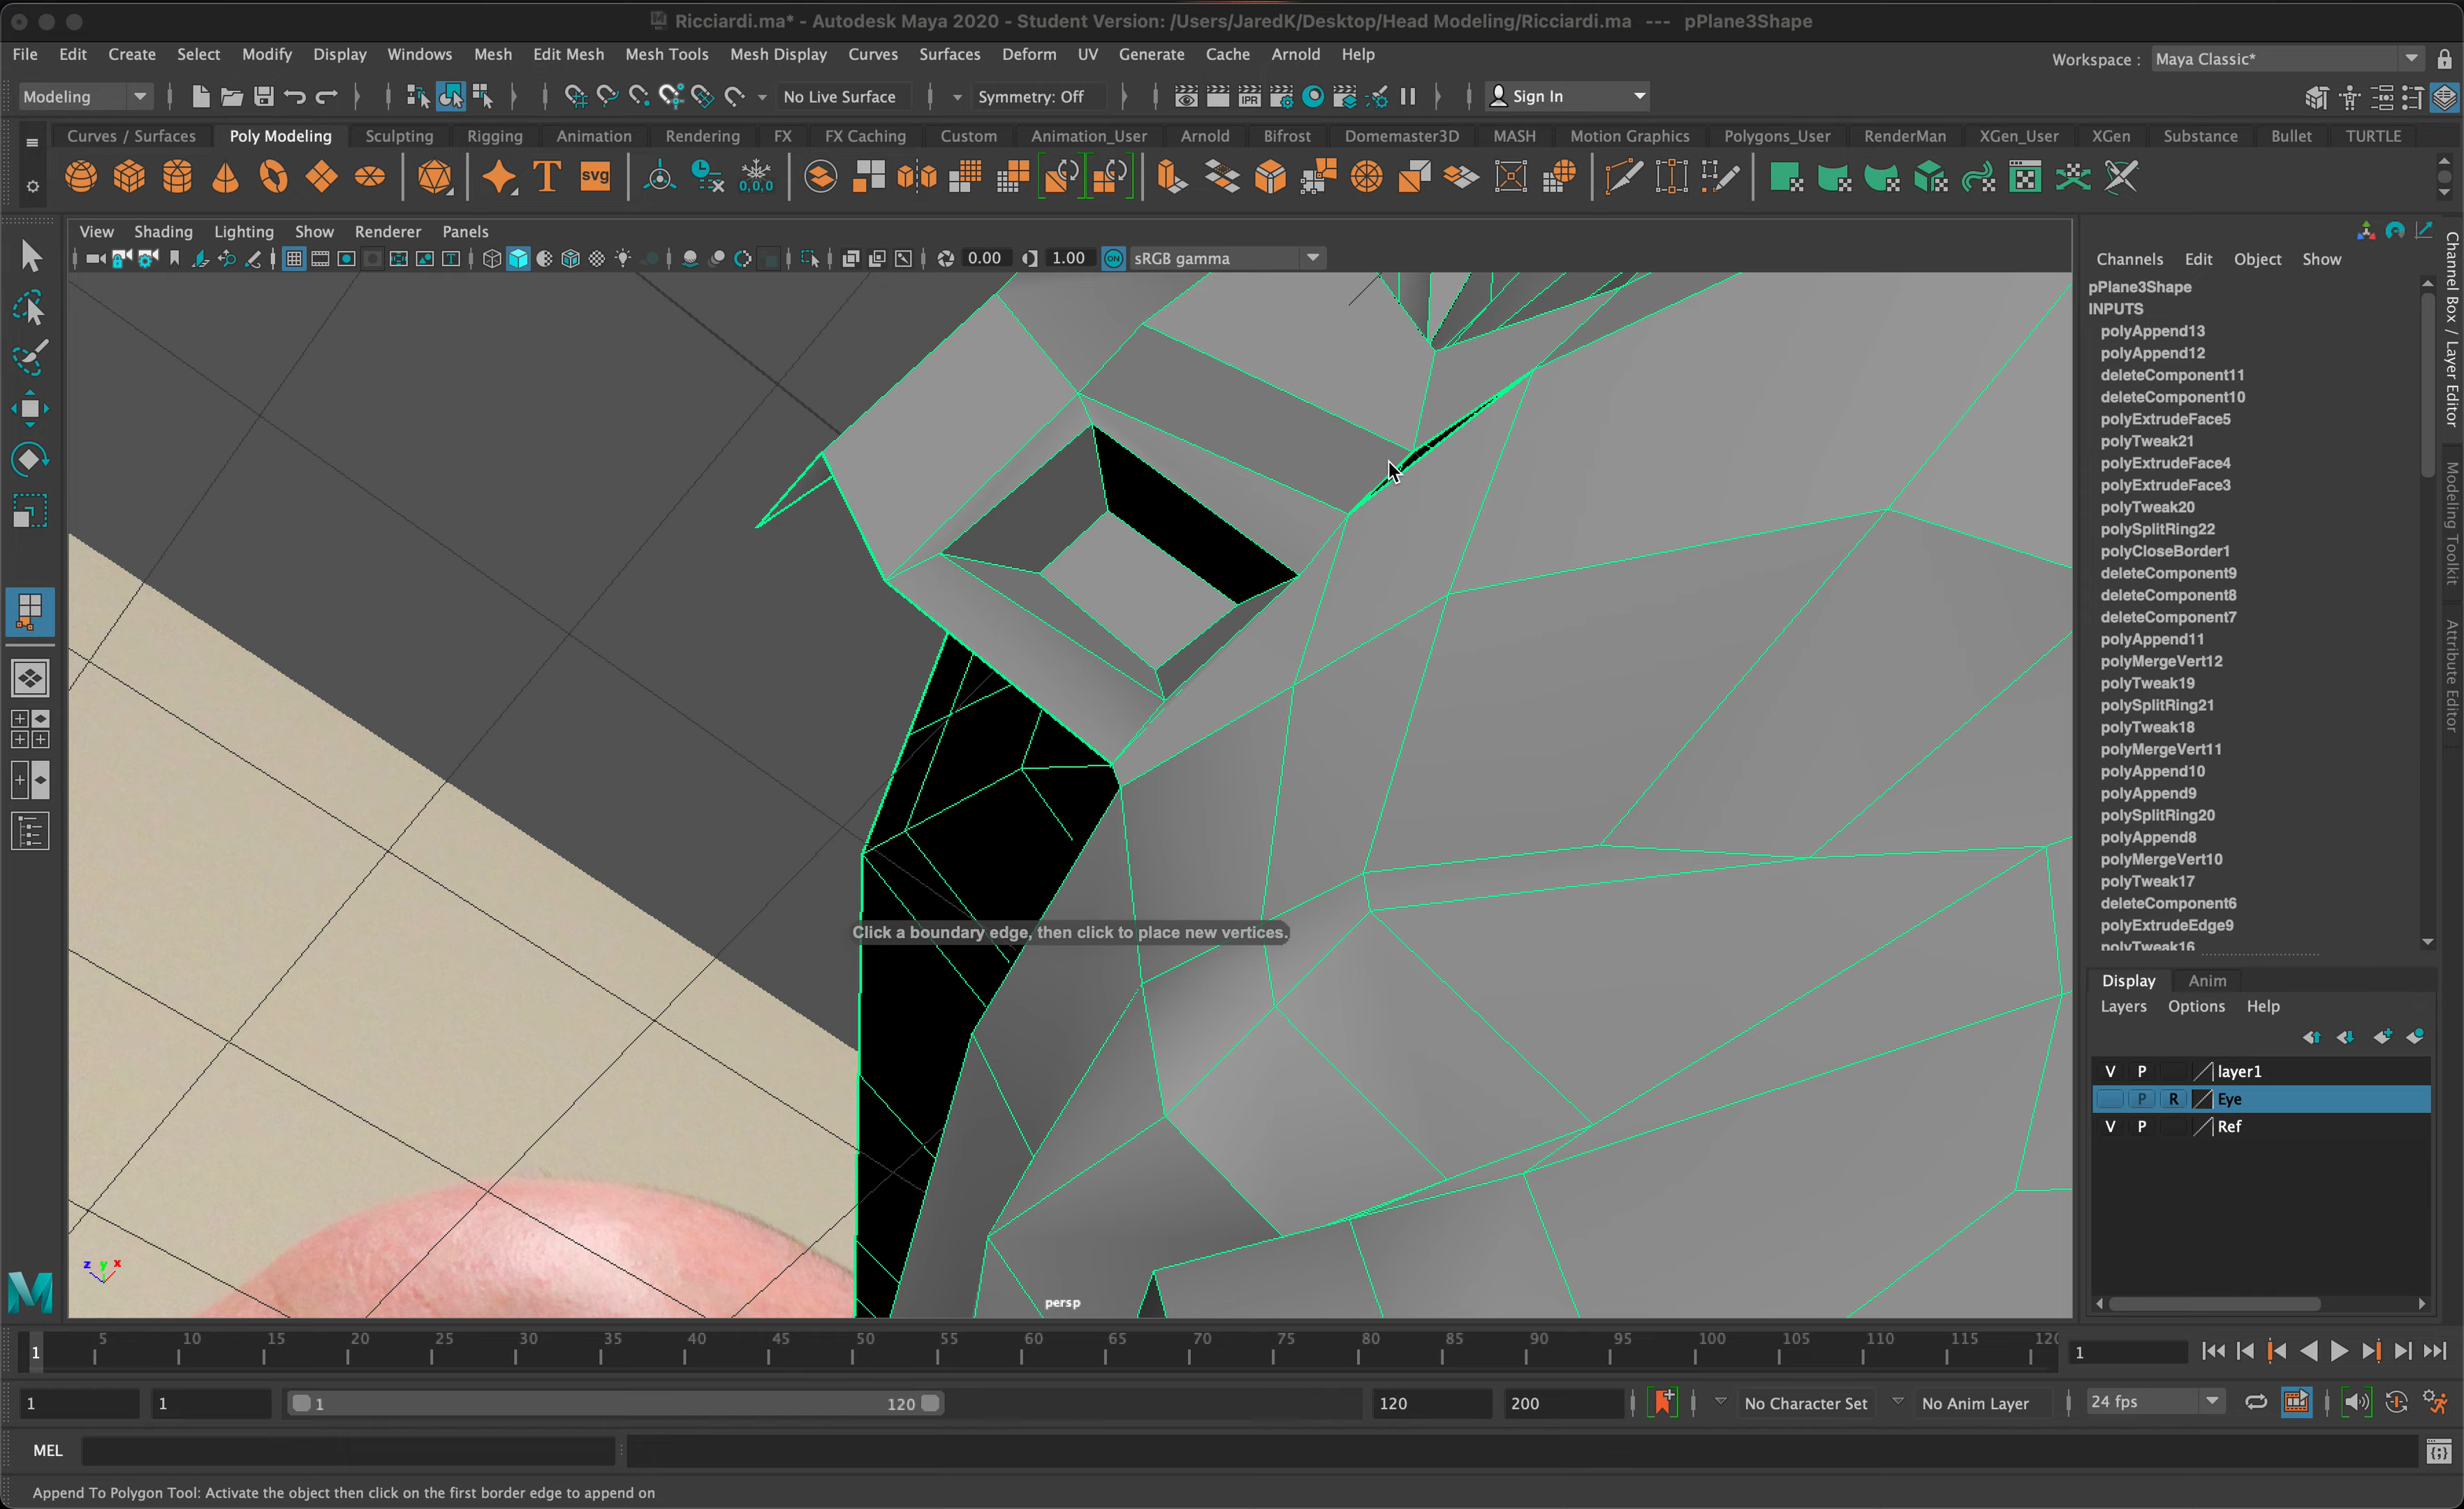 Ricciardi.ma* - Autodesk Maya 2020 - Student Version: /Users/JaredK/Desktop/Head Modeling/Ricciardi.ma --- pPlane3Shape
File Edit Create Select Modify Display Windows Mesh Edit Mesh Mesh Tools Mesh Display Curves Surfaces Deform UV Generate Cache Arnold Help
Workspace : Maya Classic*
Modeling No Live Surface Symmetry: Off IPR Sign In
Curves / Surfaces Poly Modeling Sculpting Rigging Animation Rendering FX FX Caching Custom Animation_User Arnold Bifrost Domemaster3D MASH Motion Graphics Polygons_User RenderMan XGen_User XGen Substance Bullet TURTLE
T svg 0,0,0
View Shading Lighting Show Renderer Panels
0.00 1.00 ON sRGB gamma
Channels Edit Object Show
pPlane3Shape
INPUTS
polyAppend13
polyAppend12
deleteComponent11
deleteComponent10
polyExtrudeFace5
polyTweak21
polyExtrudeFace4
polyExtrudeFace3
polyTweak20
polySplitRing22
polyCloseBorder1
deleteComponent9
deleteComponent8
deleteComponent7
polyAppend11
polyMergeVert12
polyTweak19
polySplitRing21
polyTweak18
polyMergeVert11
polyAppend10
polyAppend9
polySplitRing20
polyAppend8
polyMergeVert10
polyTweak17
deleteComponent6
polyExtrudeEdge9
polyTweak16
Channel Box / Layer Editor
Modeling Toolkit
Attribute Editor
Click a boundary edge, then click to place new vertices.
z y x
persp
Display Anim
Layers Options Help
V P layer1
P R Eye
V P Ref
1 5 10 15 20 25 30 35 40 45 50 55 60 65 70 75 80 85 90 95 100 105 110 115 120
1
1 1 1 120 120 200 No Character Set No Anim Layer 24 fps
MEL
Append To Polygon Tool: Activate the object then click on the first border edge to append on